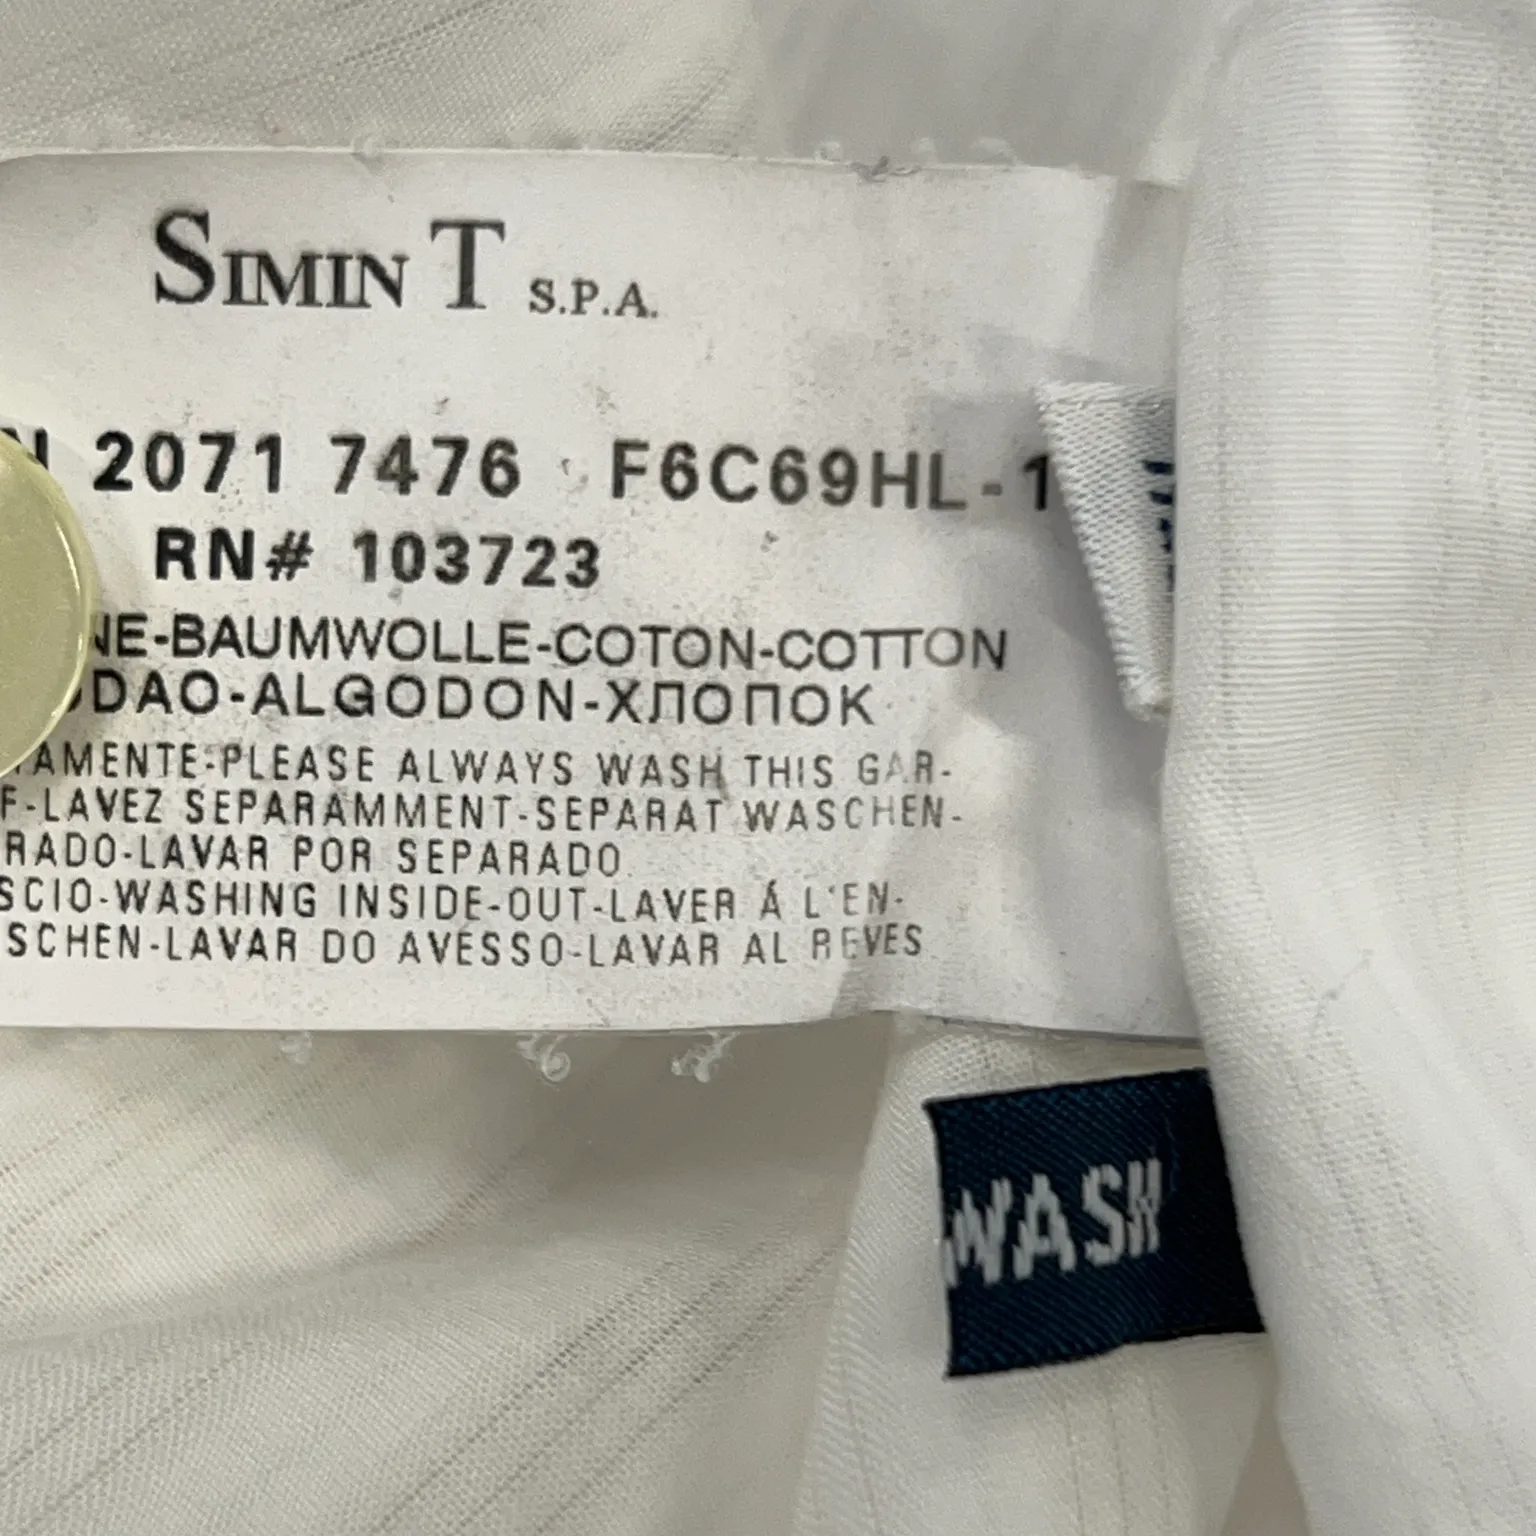 SIMIN T S.P.A.
2071 7476 F6C69HL-1
RN# 103723
NE-BAUMWOLLE-COTON-COTTON
DAO-ALGODON-ХЛОПОК
TAMENTE-PLEASE ALWAYS WASH THIS GAR-
F-LAVEZ SEPARAMMENT-SEPARAT WASCHEN-
RADO-LAVAR POR SEPARADO.
SCIO-WASHING INSIDE-OUT-LAVER Á L'EN-
SCHEN-LAVAR DO AVESSO-LAVAR AL REVES
WASH